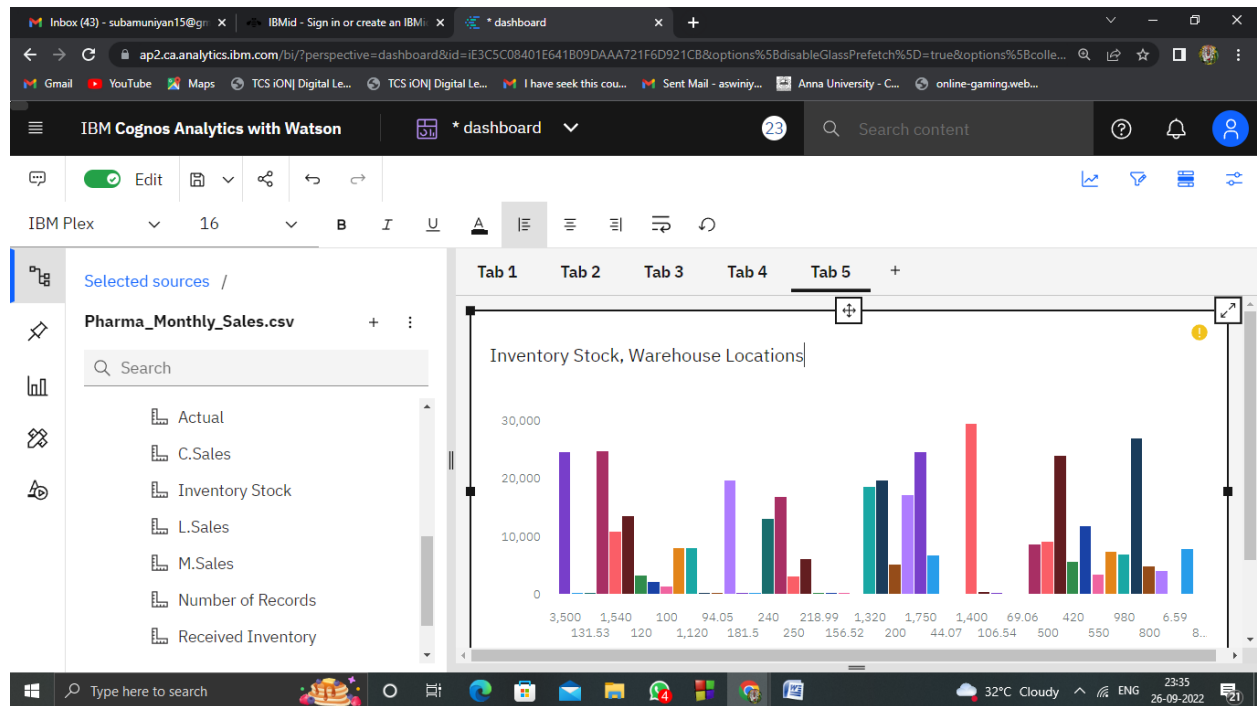 Inbox (43) - subamuniyan15@gm
IBMid - Sign in or create an IBMi
* dashboard
ap2.ca.analytics.ibm.com/bi/?perspective=dashboard&id=iE3C5C08401E641B09DAAA721F6D921CB&options%5BdisableGlassPrefetch%5D=true&options%5Bcolle...
Gmail YouTube Maps TCS iON| Digital Le... TCS iON| Digital Le... I have seek this cou... Sent Mail - aswiniy... Anna University - C... online-gaming.web...
IBM Cognos Analytics with Watson * dashboard 23 Search content
Edit
IBM Plex 16 B I U A
Selected sources /
Pharma_Monthly_Sales.csv
Search
Actual
C.Sales
Inventory Stock
L.Sales
M.Sales
Number of Records
Received Inventory
Tab 1 Tab 2 Tab 3 Tab 4 Tab 5 +
Inventory Stock, Warehouse Locations
30,000
20,000
10,000
0
3,500 1,540 100 94.05 240 218.99 1,320 1,750 1,400 69.06 420 980 6.59
131.53 120 1,120 181.5 250 156.52 200 44.07 106.54 500 550 800 8...
Type here to search
4
32°C Cloudy ENG
23:35
26-09-2022
21